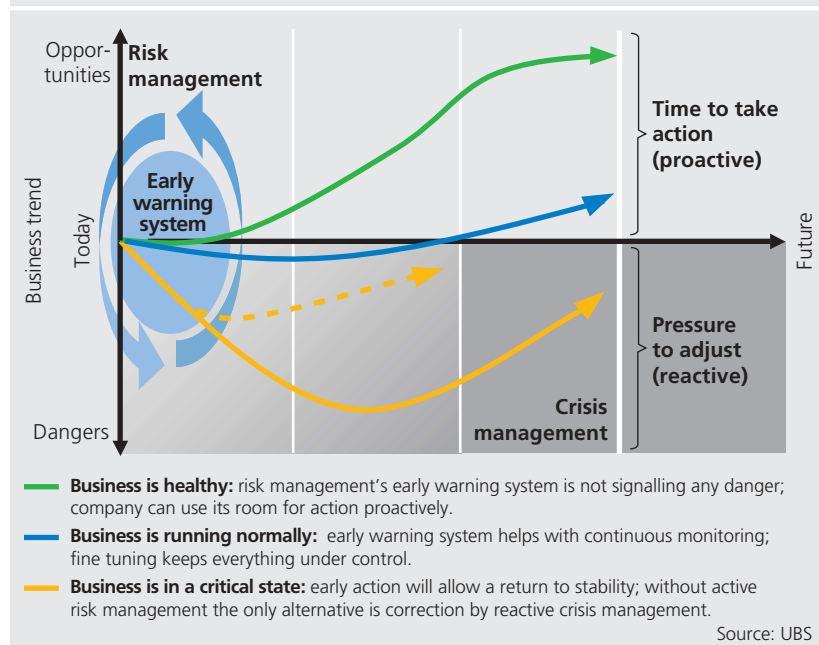 Oppor-
tunities
Risk
management
Early
warning
system
Business trend
Today
Future
Time to take
action
(proactive)
Pressure
to adjust
(reactive)
Crisis
management
Dangers
Business is healthy: risk management’s early warning system is not signalling any danger;
company can use its room for action proactively.
Business is running normally: early warning system helps with continuous monitoring;
fine tuning keeps everything under control.
Business is in a critical state: early action will allow a return to stability; without active
risk management the only alternative is correction by reactive crisis management.
Source: UBS